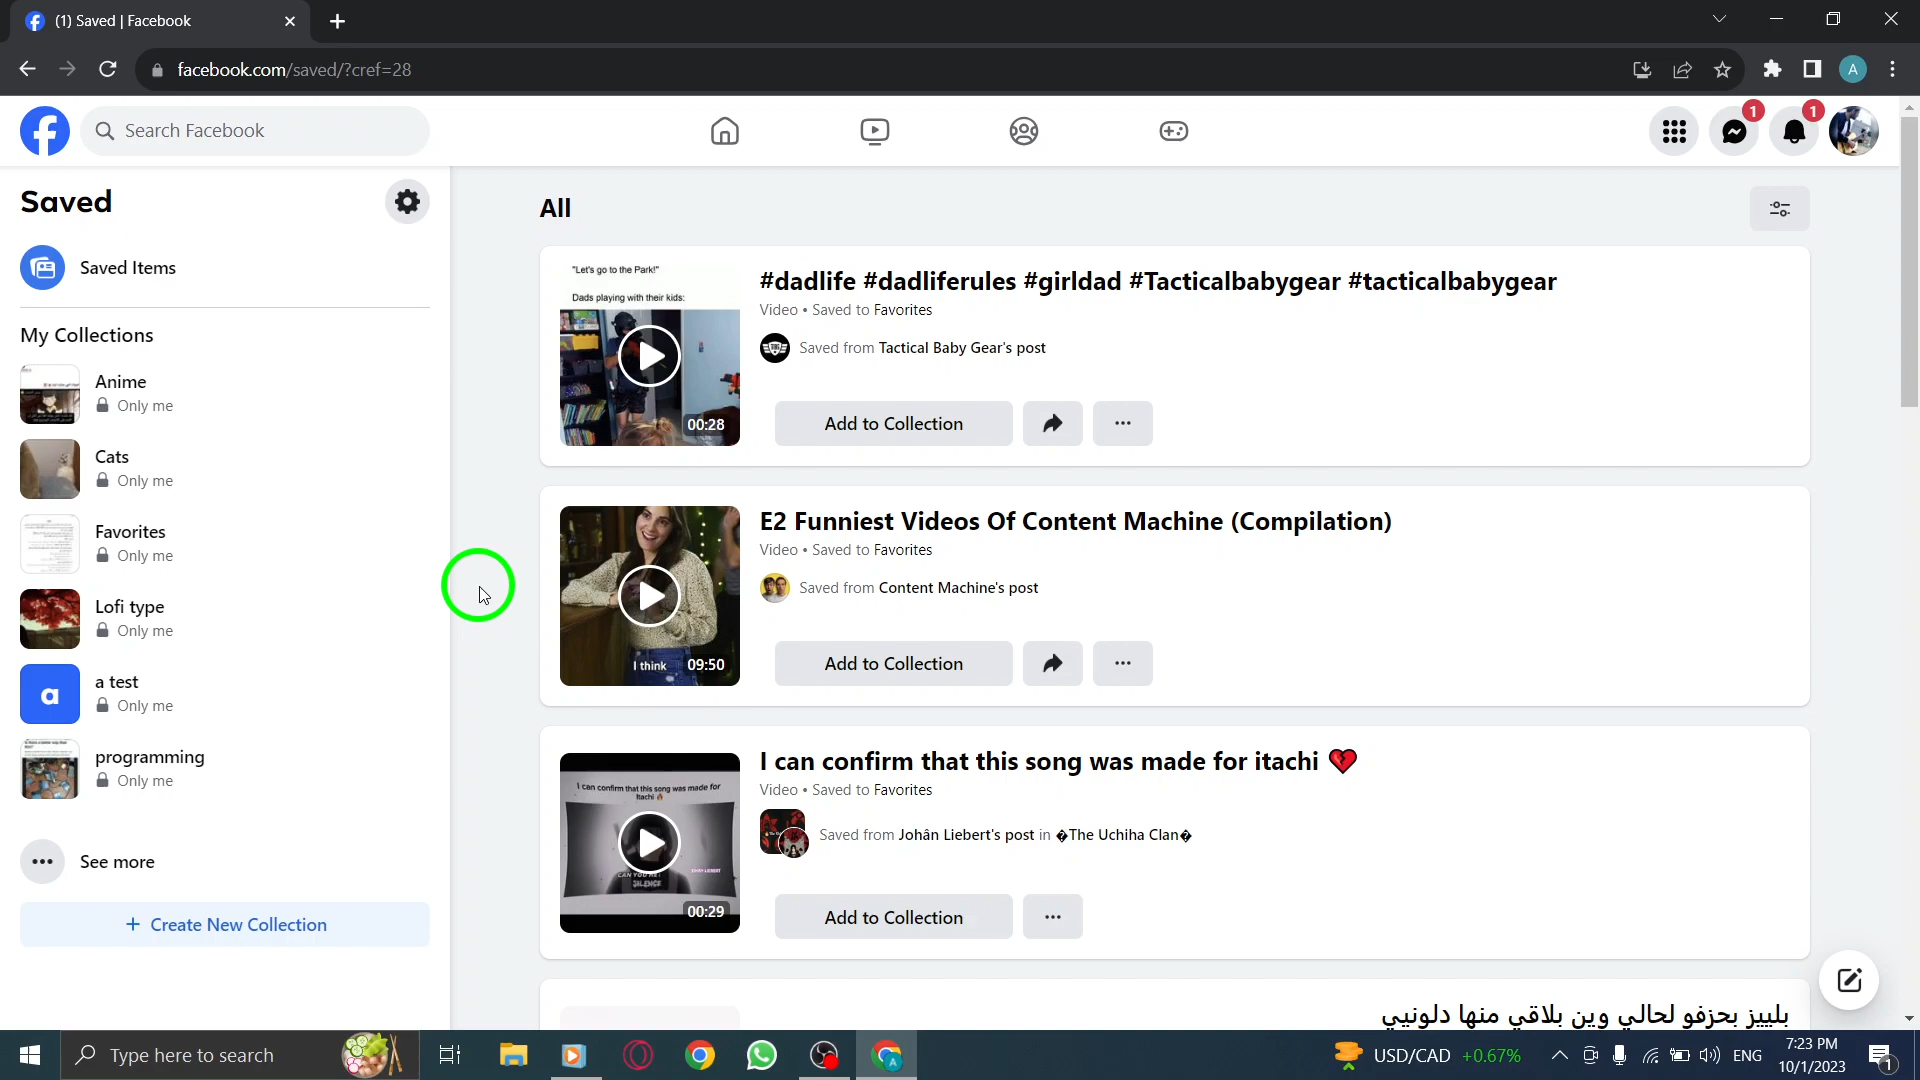 (1) Saved | Facebook
facebook.com/saved/?cref=28
A
Search Facebook
1
1
Saved
Saved Items
My Collections
Anime
Only me
Cats
Only me
Favorites
Only me
Lofi type
Only me
a
a test
Only me
programming
Only me
See more
+ Create New Collection
All
"Let's go to the Park!"
Dads playing with their kids:
00:28
#dadlife #dadliferules #girldad #Tacticalbabygear #tacticalbabygear
Video • Saved to Favorites
Saved from Tactical Baby Gear's post
Add to Collection
I think
09:50
E2 Funniest Videos Of Content Machine (Compilation)
Video • Saved to Favorites
Saved from Content Machine's post
Add to Collection
I can confirm that this song was made for
Itachi
SILENCE
00:29
I can confirm that this song was made for itachi 💔
Video • Saved to Favorites
Saved from Johân Liebert's post in �The Uchiha Clan�
Add to Collection
بلييز بحزفو لحالي وين بلاقي منها دلونيي
Type here to search
USD/CAD +0.67%
ENG
7:23 PM
10/1/2023
1